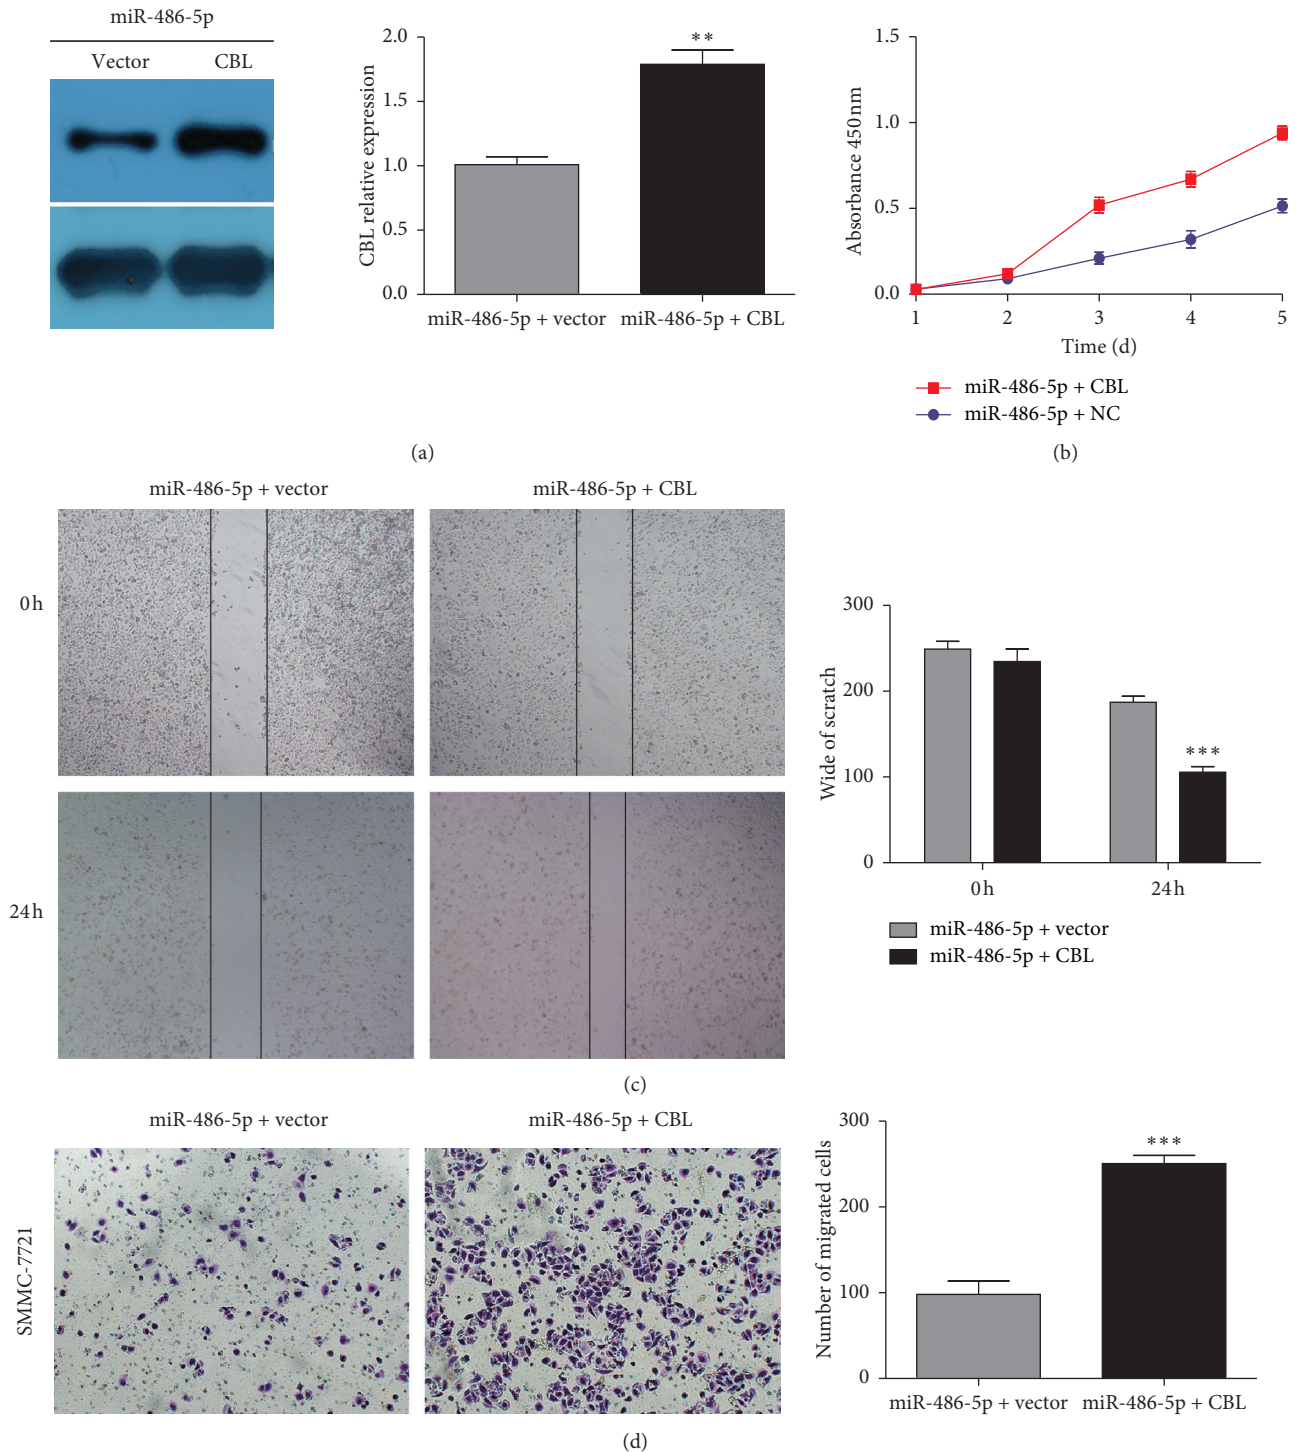 miR-486-5p
Vector CBL
CBL relative expression
2.0
1.5
1.0
0.5
0.0
**
miR-486-5p + vector miR-486-5p + CBL
(a)
Absorbance 450 nm
1.5
1.0
0.5
0.0
1 2 3 4 5
Time (d)
miR-486-5p + CBL
miR-486-5p + NC
(b)
miR-486-5p + vector miR-486-5p + CBL
0 h
24 h
Wide of scratch
300
200
100
0
***
0 h 24 h
miR-486-5p + vector
miR-486-5p + CBL
(c)
miR-486-5p + vector miR-486-5p + CBL
SMMC-7721
Number of migrated cells
300
200
100
0
***
miR-486-5p + vector miR-486-5p + CBL
(d)